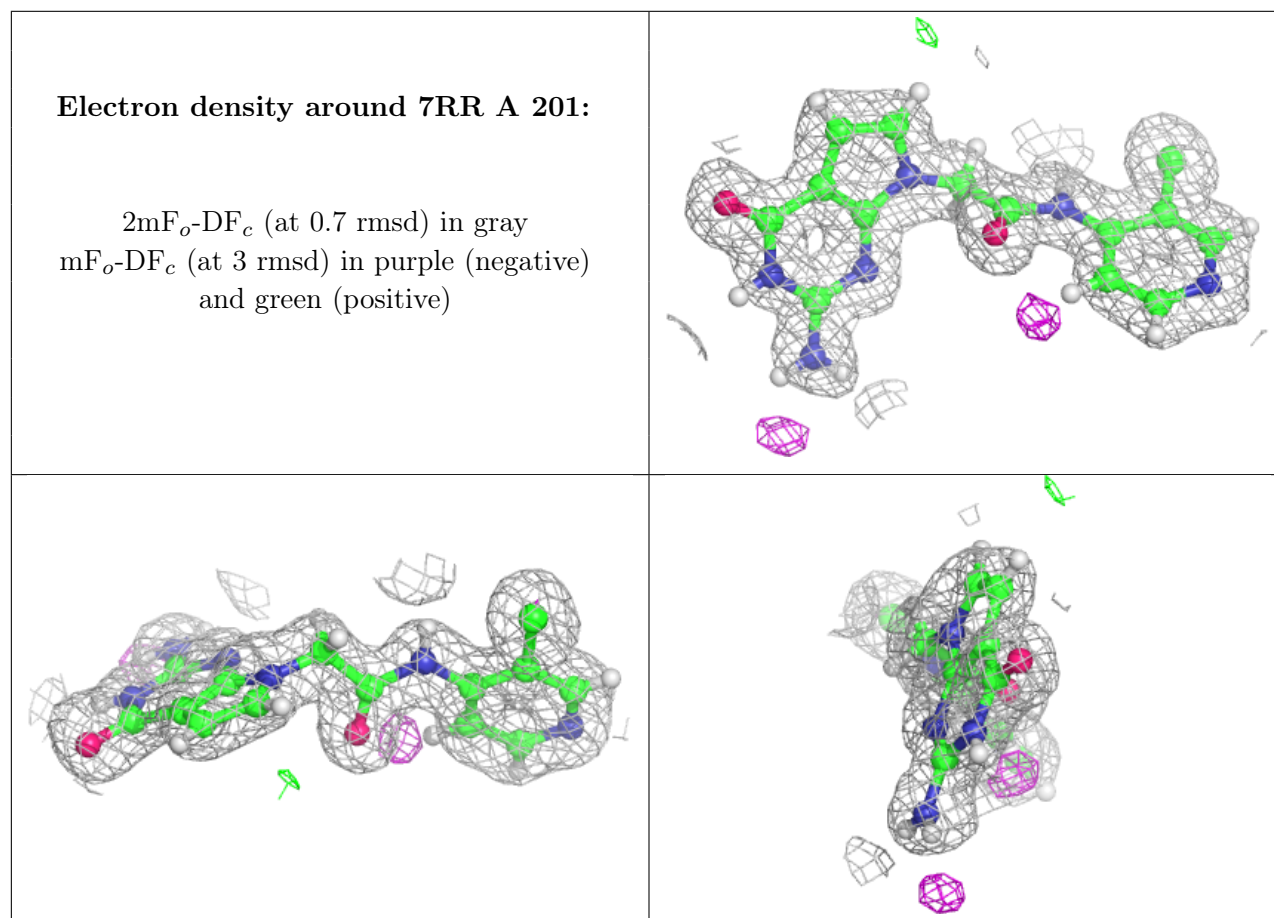 Electron density around 7RR A 201:
2mFo-DFc (at 0.7 rmsd) in gray
mFo-DFc (at 3 rmsd) in purple (negative)
and green (positive)